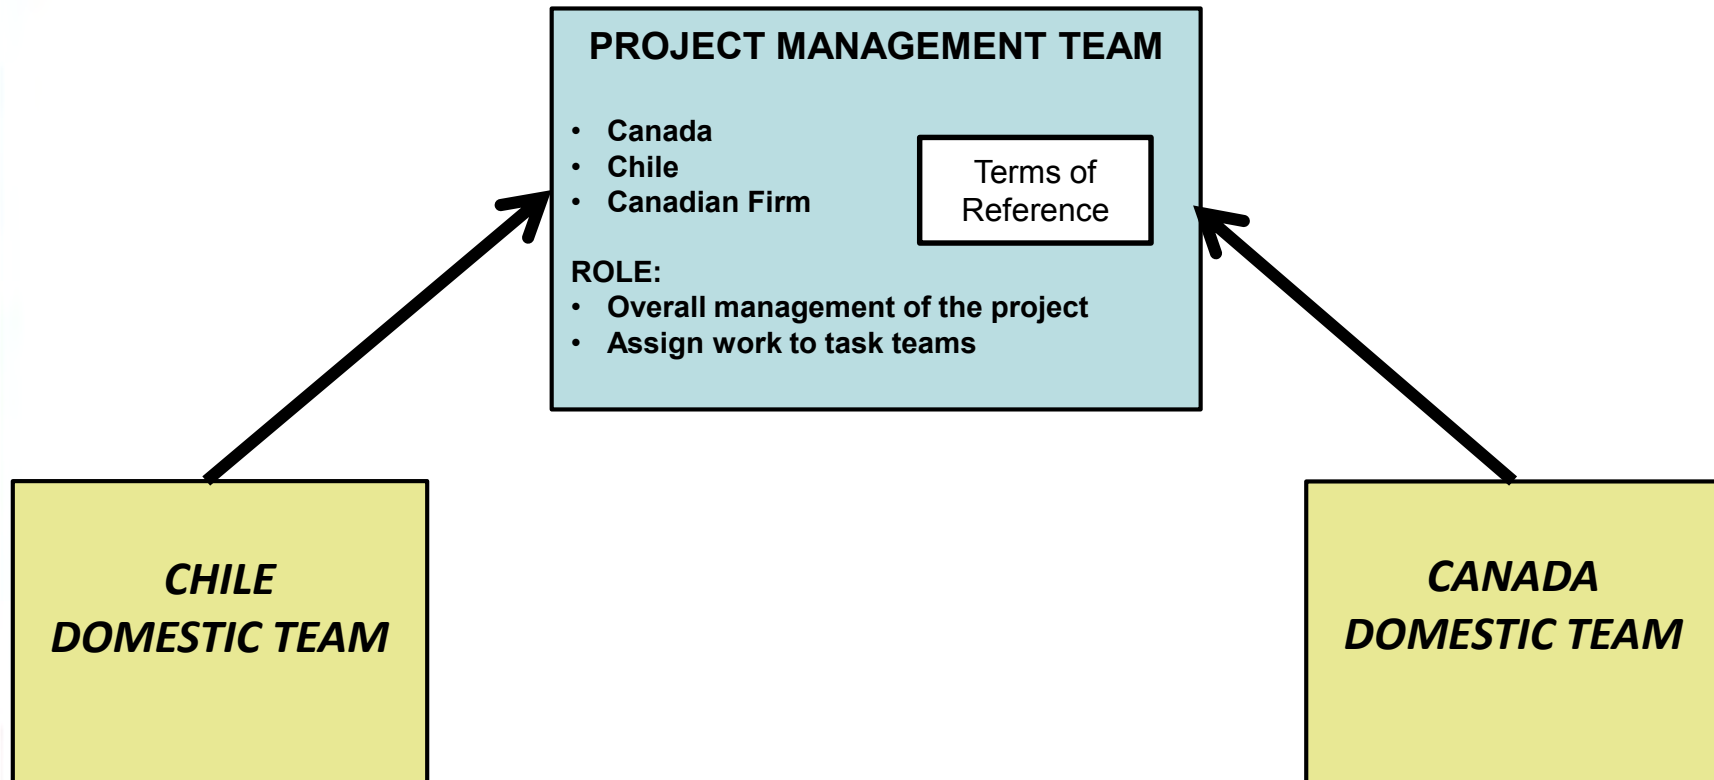 PROJECT MANAGEMENT TEAM
• Canada
• Chile
• Canadian Firm
Terms of
Reference
ROLE:
• Overall management of the project
• Assign work to task teams
CHILE
DOMESTIC TEAM
CANADA
DOMESTIC TEAM